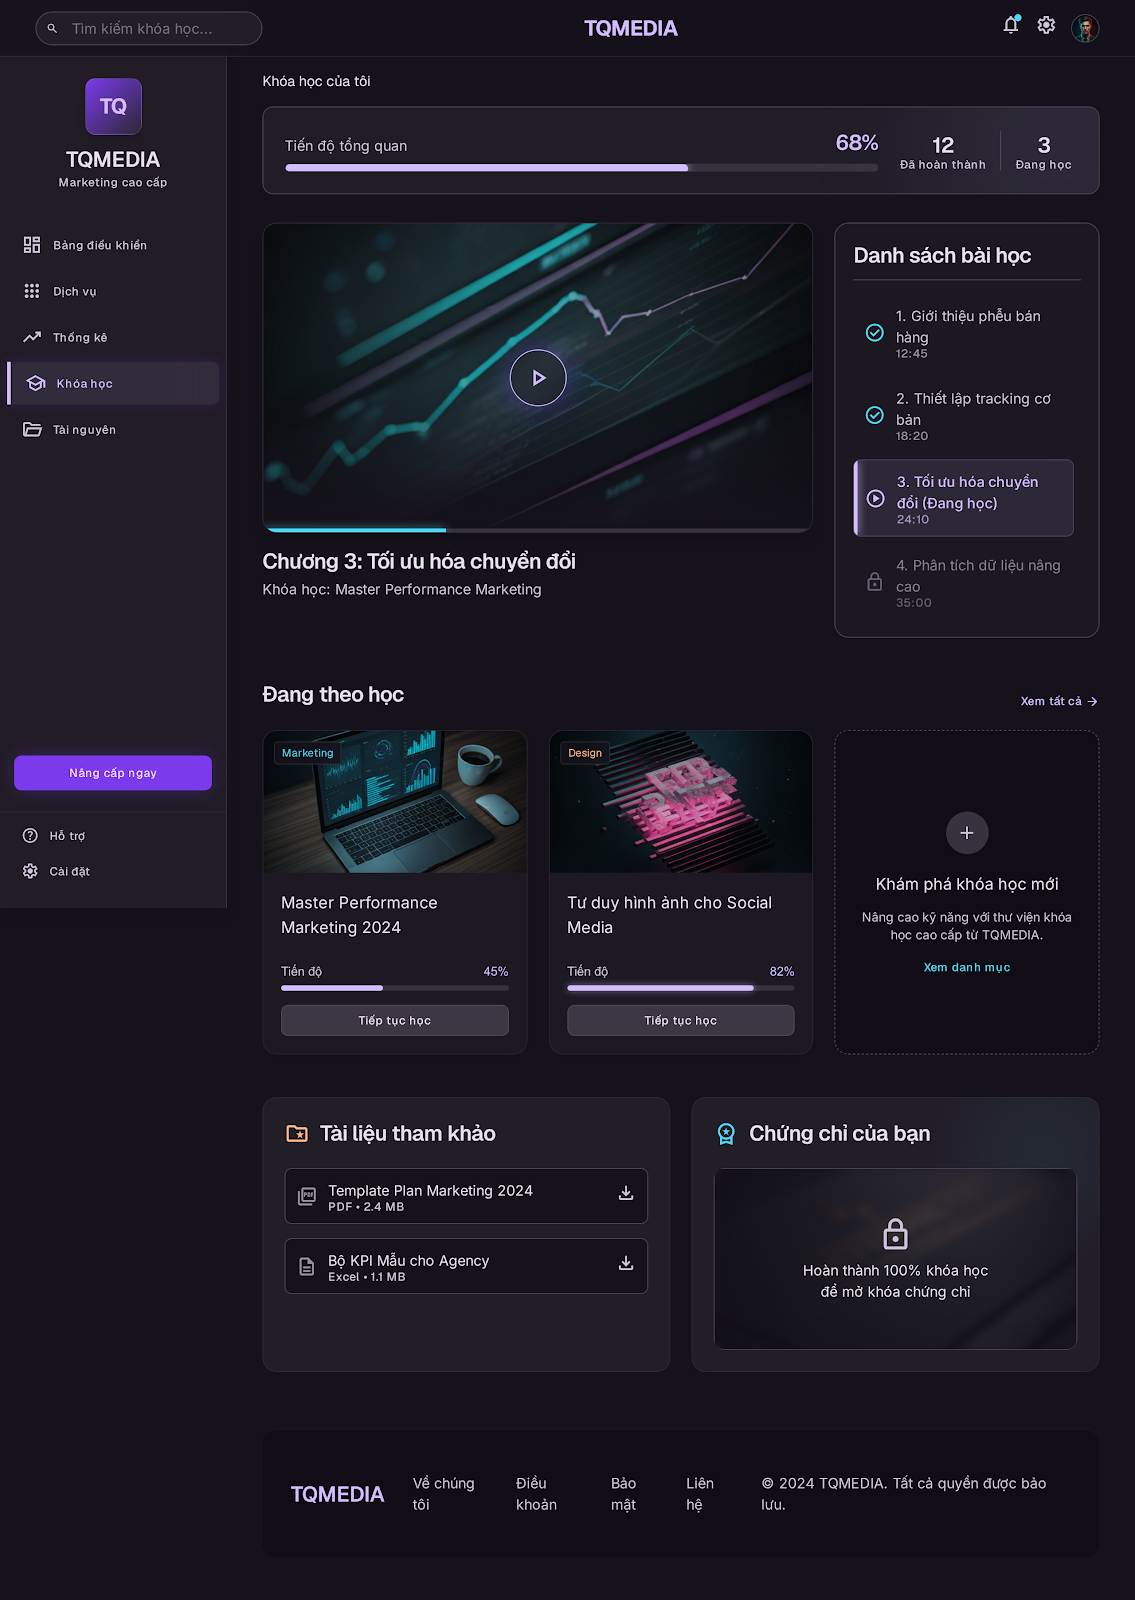 Tìm kiếm khóa học...
TQMEDIA
TQ
TQMEDIA
Marketing cao cấp
Bảng điều khiển
Dịch vụ
Thống kê
Khóa học
Tài nguyên
Nâng cấp ngay
Hỗ trợ
Cài đặt
Khóa học của tôi
Tiến độ tổng quan
68%
12
Đã hoàn thành
3
Đang học
Chương 3: Tối ưu hóa chuyển đổi
Khóa học: Master Performance Marketing
Danh sách bài học
1. Giới thiệu phễu bán
hàng
12:45
2. Thiết lập tracking cơ
bản
18:20
3. Tối ưu hóa chuyển
đổi (Đang học)
24:10
4. Phân tích dữ liệu nâng
cao
35:00
Đang theo học
Xem tất cả →
Marketing
Master Performance
Marketing 2024
Tiến độ
45%
Tiếp tục học
Design
Tư duy hình ảnh cho Social
Media
Tiến độ
82%
Tiếp tục học
Khám phá khóa học mới
Nâng cao kỹ năng với thư viện khóa
học cao cấp từ TQMEDIA.
Xem danh mục
Tài liệu tham khảo
PDF
Template Plan Marketing 2024
PDF • 2.4 MB
Bộ KPI Mẫu cho Agency
Excel • 1.1 MB
Chứng chỉ của bạn
Hoàn thành 100% khóa học
để mở khóa chứng chỉ
TQMEDIA
Về chúng
tôi
Điều
khoản
Bảo
mật
Liên
hệ
© 2024 TQMEDIA. Tất cả quyền được bảo
lưu.